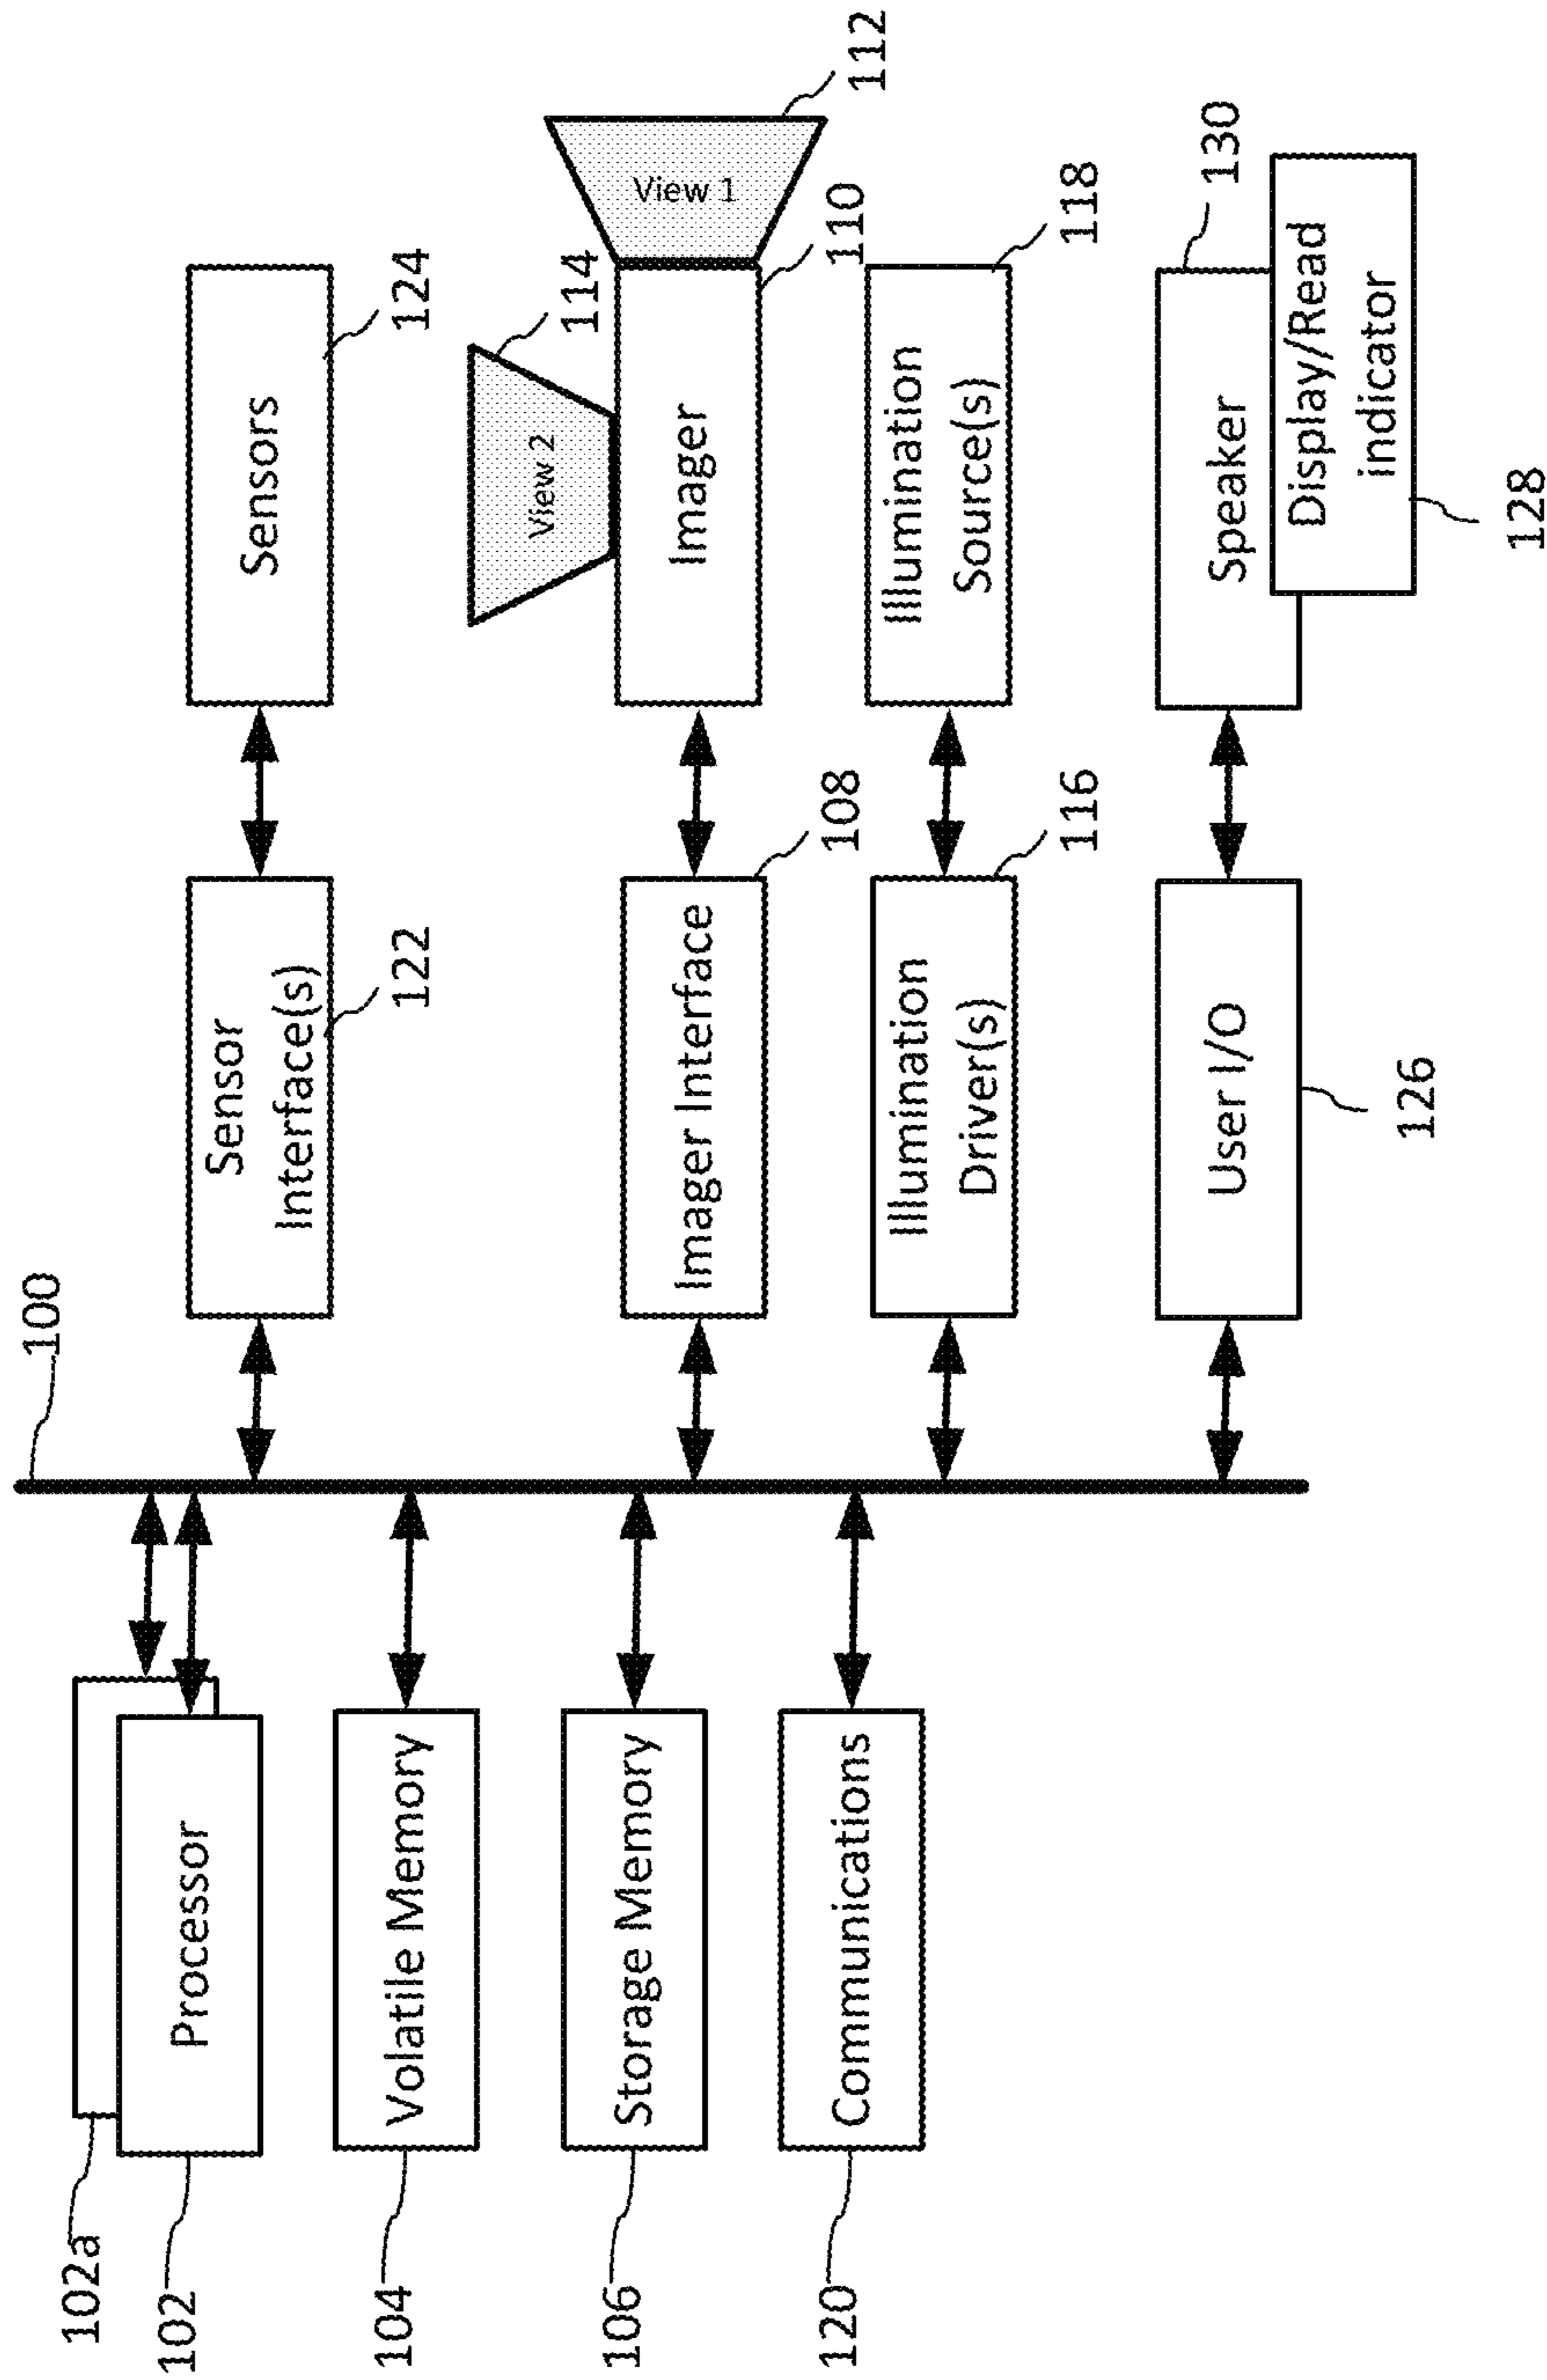 100
102a
102
Processor
104
Volatile Memory
106
Storage Memory
120
Communications
Sensor
Interface(s)
122
Sensors
124
Imager Interface
108
Imager
110
View 2
114
View 1
112
Illumination
Driver(s)
116
Illumination
Source(s)
118
User I/O
126
Speaker
130
Display/Read
indicator
128